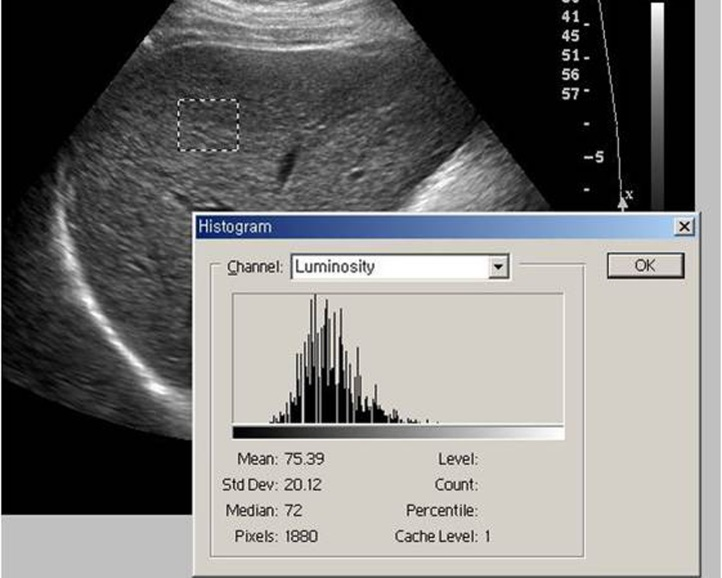 41
45
51
56
57
-5
x
Histogram
Channel: Luminosity
OK
Mean: 75.39
Level:
Std Dev: 20.12
Count:
Median: 72
Percentile:
Pixels: 1880
Cache Level: 1